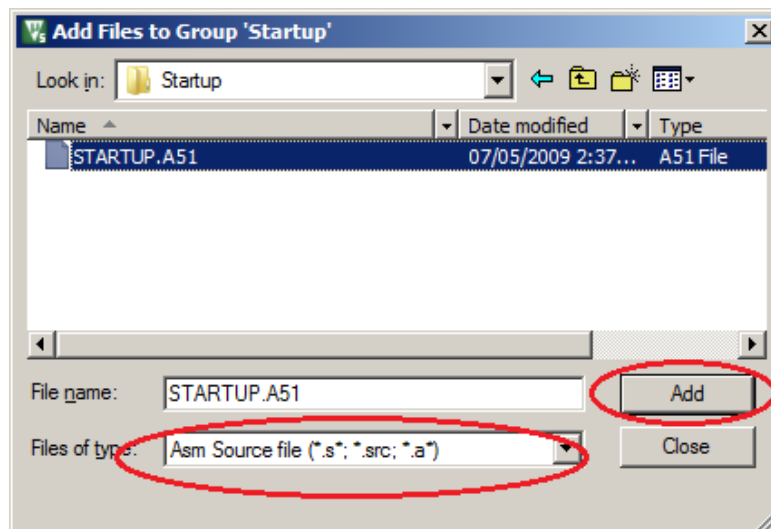 Add Files to Group 'Startup'
Look in: Startup
Name Date modified Type
STARTUP.A51 07/05/2009 2:37... A51 File
File name: STARTUP.A51 Add
Files of type: Asm Source file (*.s*; *.src; *.a*) Close